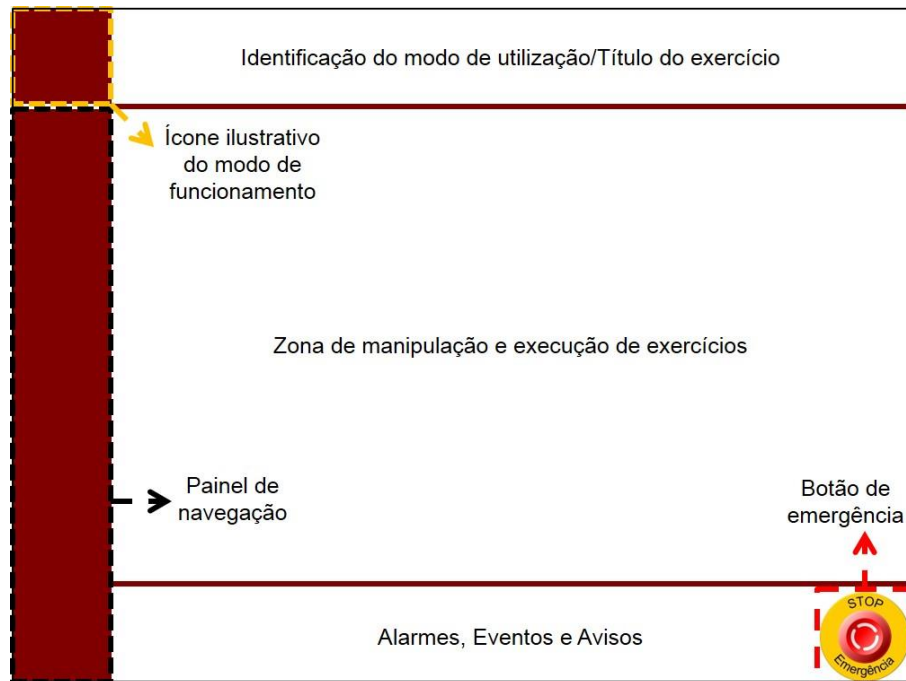 Identificação do modo de utilização/Título do exercício
Ícone ilustrativo
do modo de
funcionamento
Zona de manipulação e execução de exercícios
Painel de
navegação
Botão de
emergência
Alarmes, Eventos e Avisos
STOP
Emergência